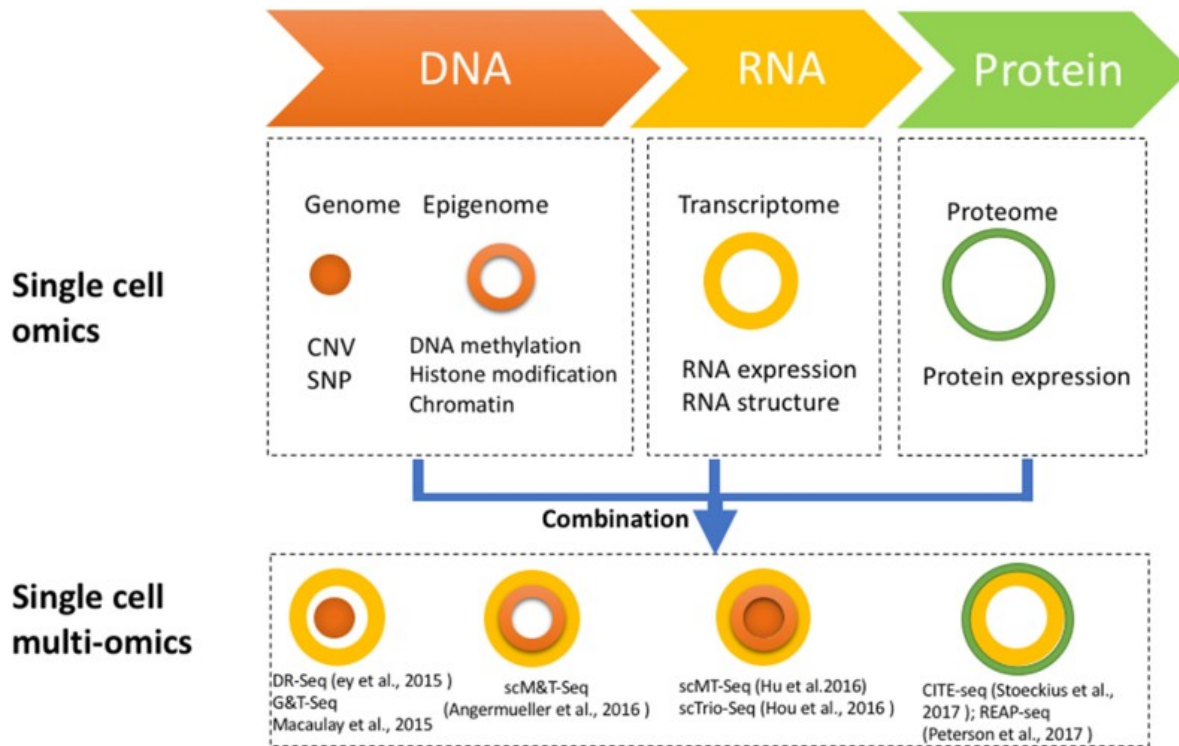 DNA
RNA
Protein
Single cell
omics
Genome
Epigenome
CNV
SNP
DNA methylation
Histone modification
Chromatin
Transcriptome
RNA expression
RNA structure
Proteome
Protein expression
Combination
Single cell
multi-omics
DR-Seq (ey et al., 2015 )
G&T-Seq
Macaulay et al., 2015
scM&T-Seq
(Angermueller et al., 2016 )
scMT-Seq (Hu et al.2016)
scTrio-Seq (Hou et al., 2016 )
CITE-seq (Stoeckius et al.,
2017 ); REAP-seq
(Peterson et al., 2017 )